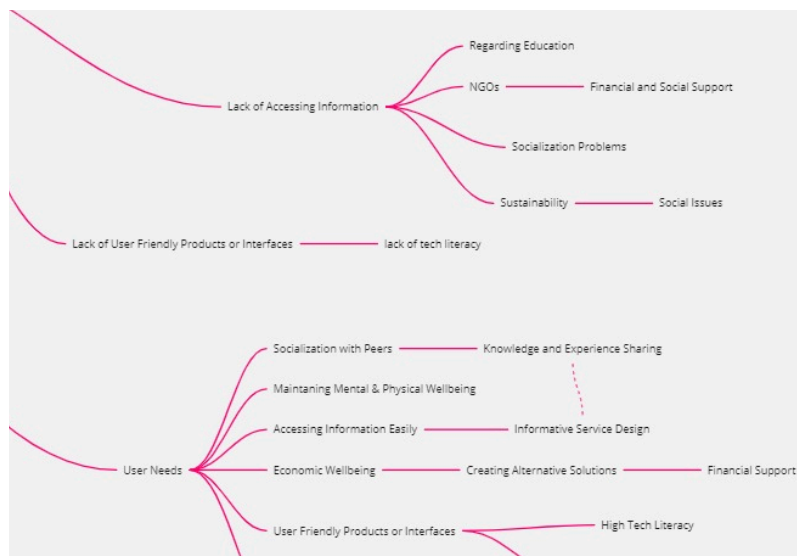 Regarding Education
NGOs
Financial and Social Support
Lack of Accessing Information
Socialization Problems
Sustainability
Social Issues
Lack of User Friendly Products or Interfaces
lack of tech literacy
Socialization with Peers
Knowledge and Experience Sharing
Maintaning Mental & Physical Wellbeing
Accessing Information Easily
Informative Service Design
User Needs
Economic Wellbeing
Creating Alternative Solutions
Financial Support
User Friendly Products or Interfaces
High Tech Literacy